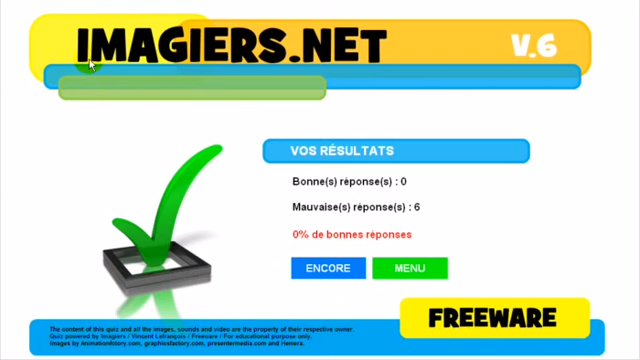 IMAGIERS.NET
V.6
VOS RÉSULTATS
Bonne(s) réponse(s) : 0
Mauvaise(s) réponse(s) : 6
0% de bonnes réponses
ENCORE
MENU
FREEWARE
The content of this quiz and all the images, sounds and video are the property of their respective owner.
Quiz powered by Imagiers / Vincent Lefrançois / Freeware / For educational purpose only.
Images by Animationfactory.com, graphicsfactory.com, presentermedia.com and Hemera.